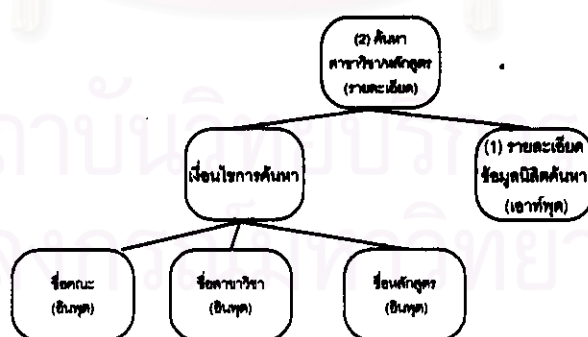 (2) ค้นหา
สาขาวิชา/หลักสูตร
(รายละเอียด)
เงื่อนไขการค้นหา
(1) รายละเอียด
ข้อมูลนิสิตค้นหา
(เอาท์พุต)
ชื่อคณะ
(อินพุต)
ชื่อสาขาวิชา
(อินพุต)
ชื่อหลักสูตร
(อินพุต)